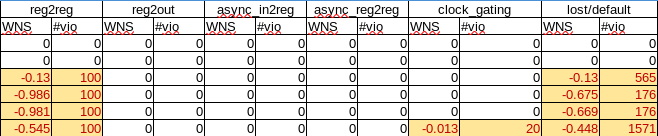 reg2reg reg2out async_in2reg async_reg2reg clock_gating lost/default
WNS #vio WNS #vio WNS #vio WNS #vio WNS #vio WNS #vio
0 0 0 0 0 0 0 0 0 0 0 0
0 0 0 0 0 0 0 0 0 0 0 0
-0.13 100 0 0 0 0 0 0 0 0 -0.13 565
-0.986 100 0 0 0 0 0 0 0 0 -0.675 176
-0.981 100 0 0 0 0 0 0 0 0 -0.669 176
-0.545 100 0 0 0 0 0 0 -0.013 20 -0.448 1571